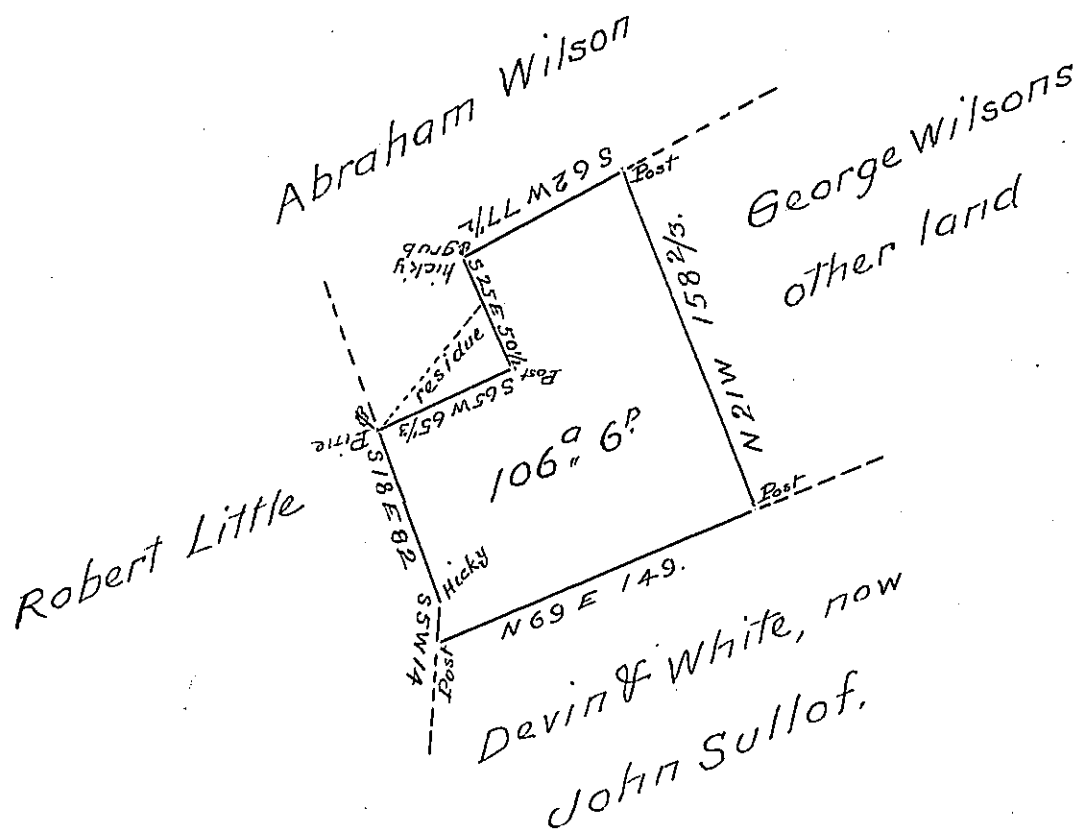 Abraham Wilson
George Wilsons
other land
S 62 W 77 1/2
Post
hicky
& grub
S 25 E 50 1/2
residue
Post
S 65 W 65 1/3
Pine
N 21 W 158 2/3.
106a „ 6p.
S 18 E 82
Robert Little
Hicky
Post
S 5 W 14
Post
N 69 E 149.
Devin & White, now
John Sullof.